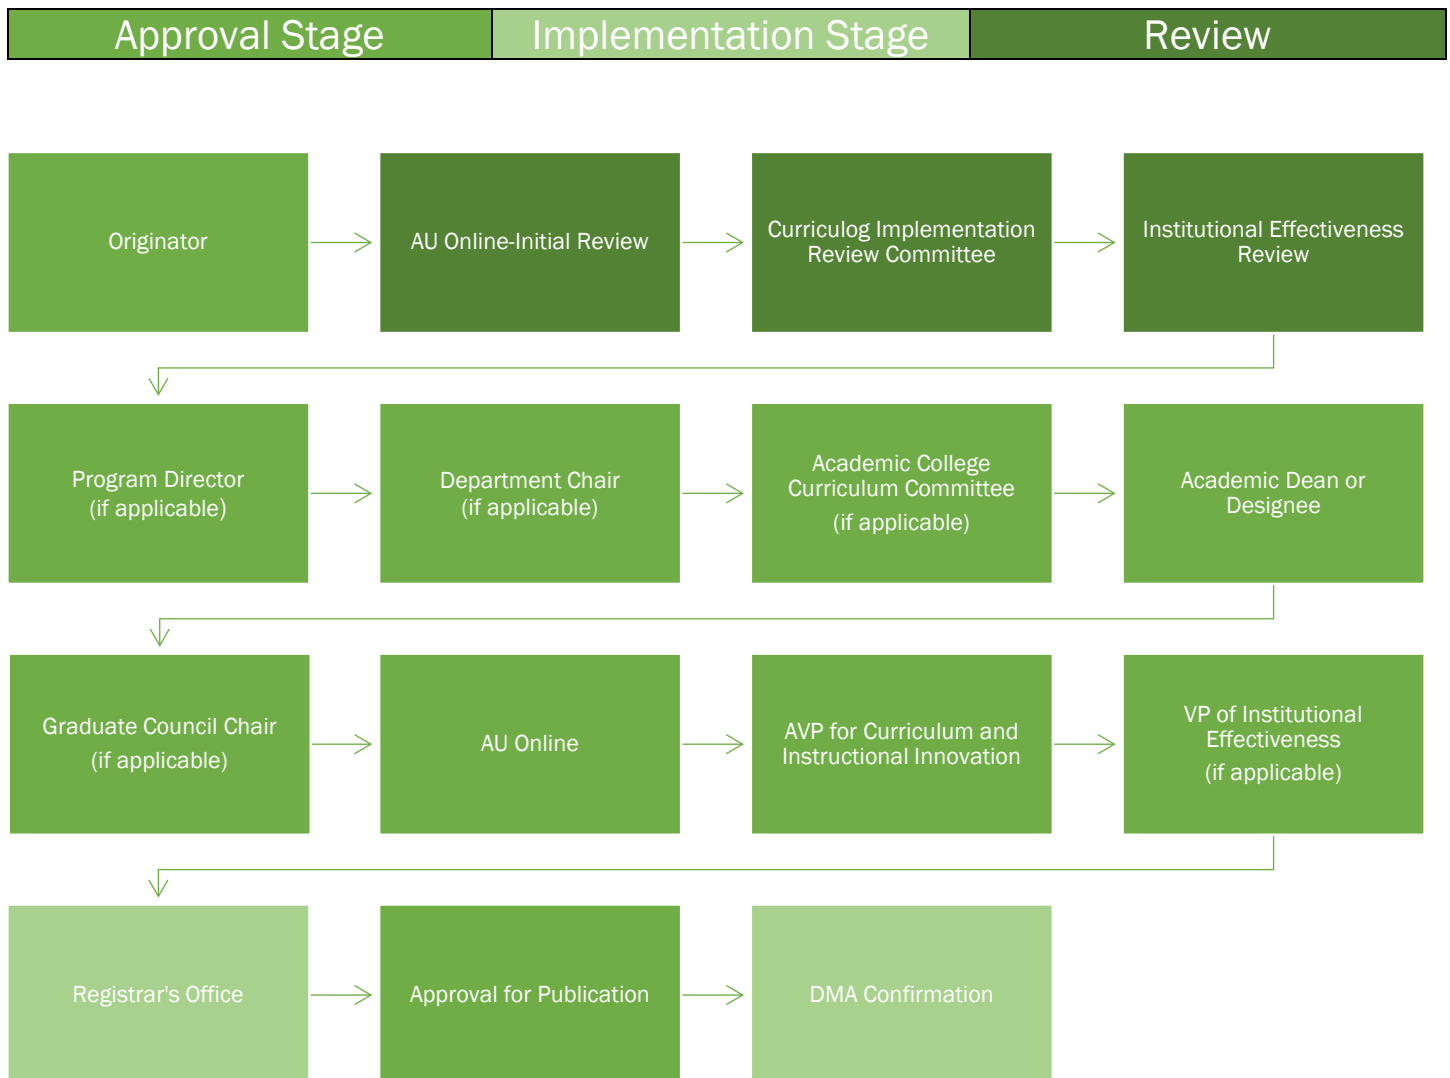 Approval Stage
Implementation Stage
Review
Originator
AU Online-Initial Review
Curriculog Implementation
Review Committee
Institutional Effectiveness
Review
Program Director
(if applicable)
Department Chair
(if applicable)
Academic College
Curriculum Committee
(if applicable)
Academic Dean or
Designee
Graduate Council Chair
(if applicable)
AU Online
AVP for Curriculum and
Instructional Innovation
VP of Institutional
Effectiveness
(if applicable)
Registrar's Office
Approval for Publication
DMA Confirmation